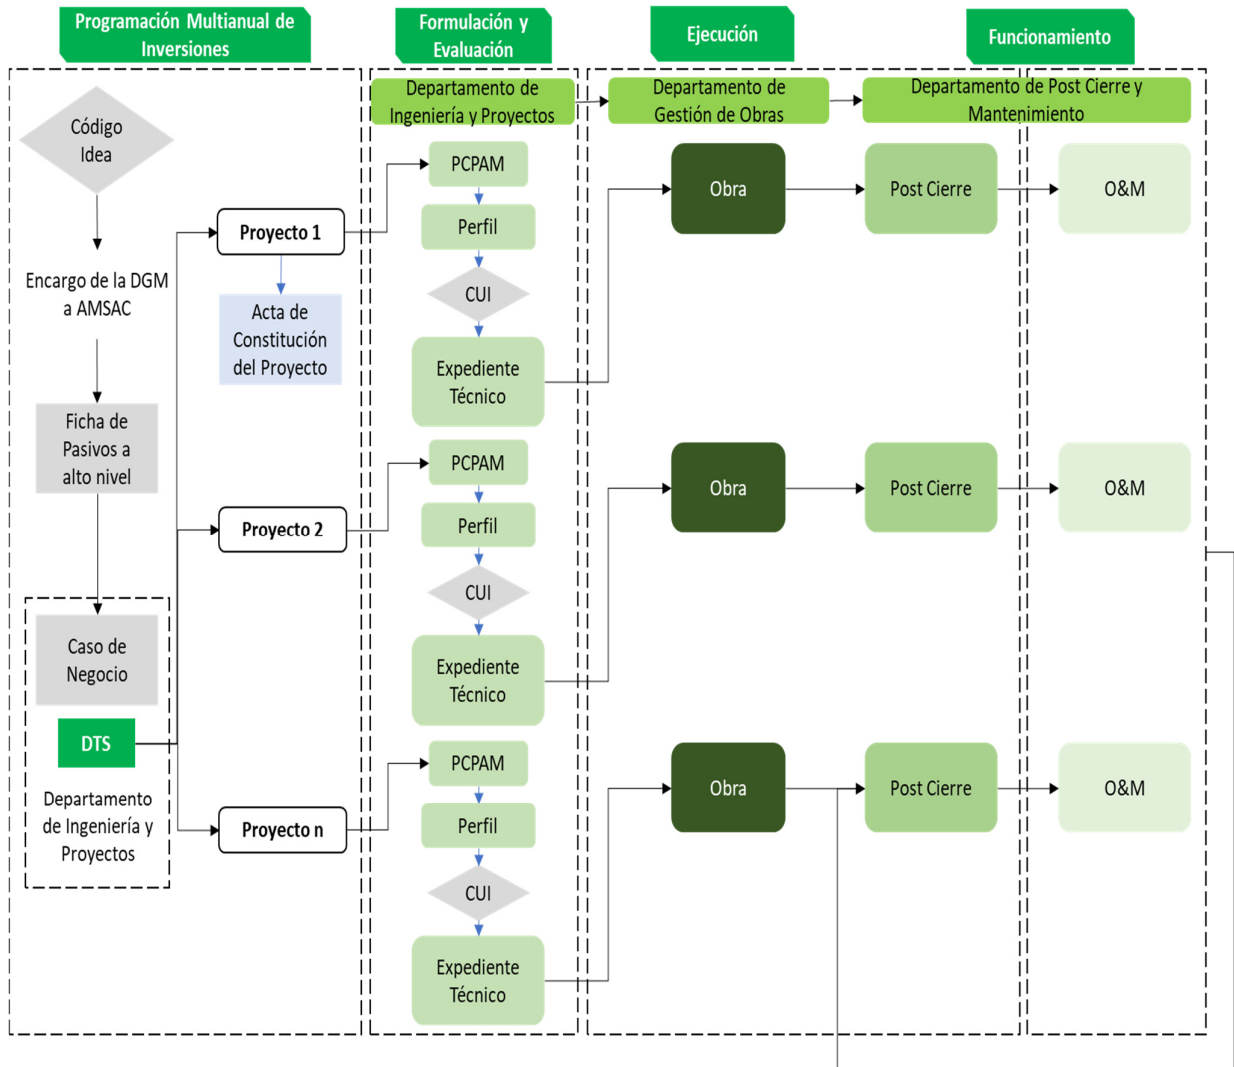 Programación Multianual de
Inversiones
Formulación y
Evaluación
Ejecución
Funcionamiento
Departamento de
Ingeniería y Proyectos
Departamento de
Gestión de Obras
Departamento de Post Cierre y
Mantenimiento
Código
Idea
Encargo de la DGM
a AMSAC
Ficha de
Pasivos a
alto nivel
Caso de
Negocio
DTS
Departamento
de Ingeniería y
Proyectos
Proyecto 1
Acta de
Constitución
del Proyecto
PCPAM
Perfil
CUI
Expediente
Técnico
Obra
Post Cierre
O&M
Proyecto 2
PCPAM
Perfil
CUI
Expediente
Técnico
Obra
Post Cierre
O&M
Proyecto n
PCPAM
Perfil
CUI
Expediente
Técnico
Obra
Post Cierre
O&M